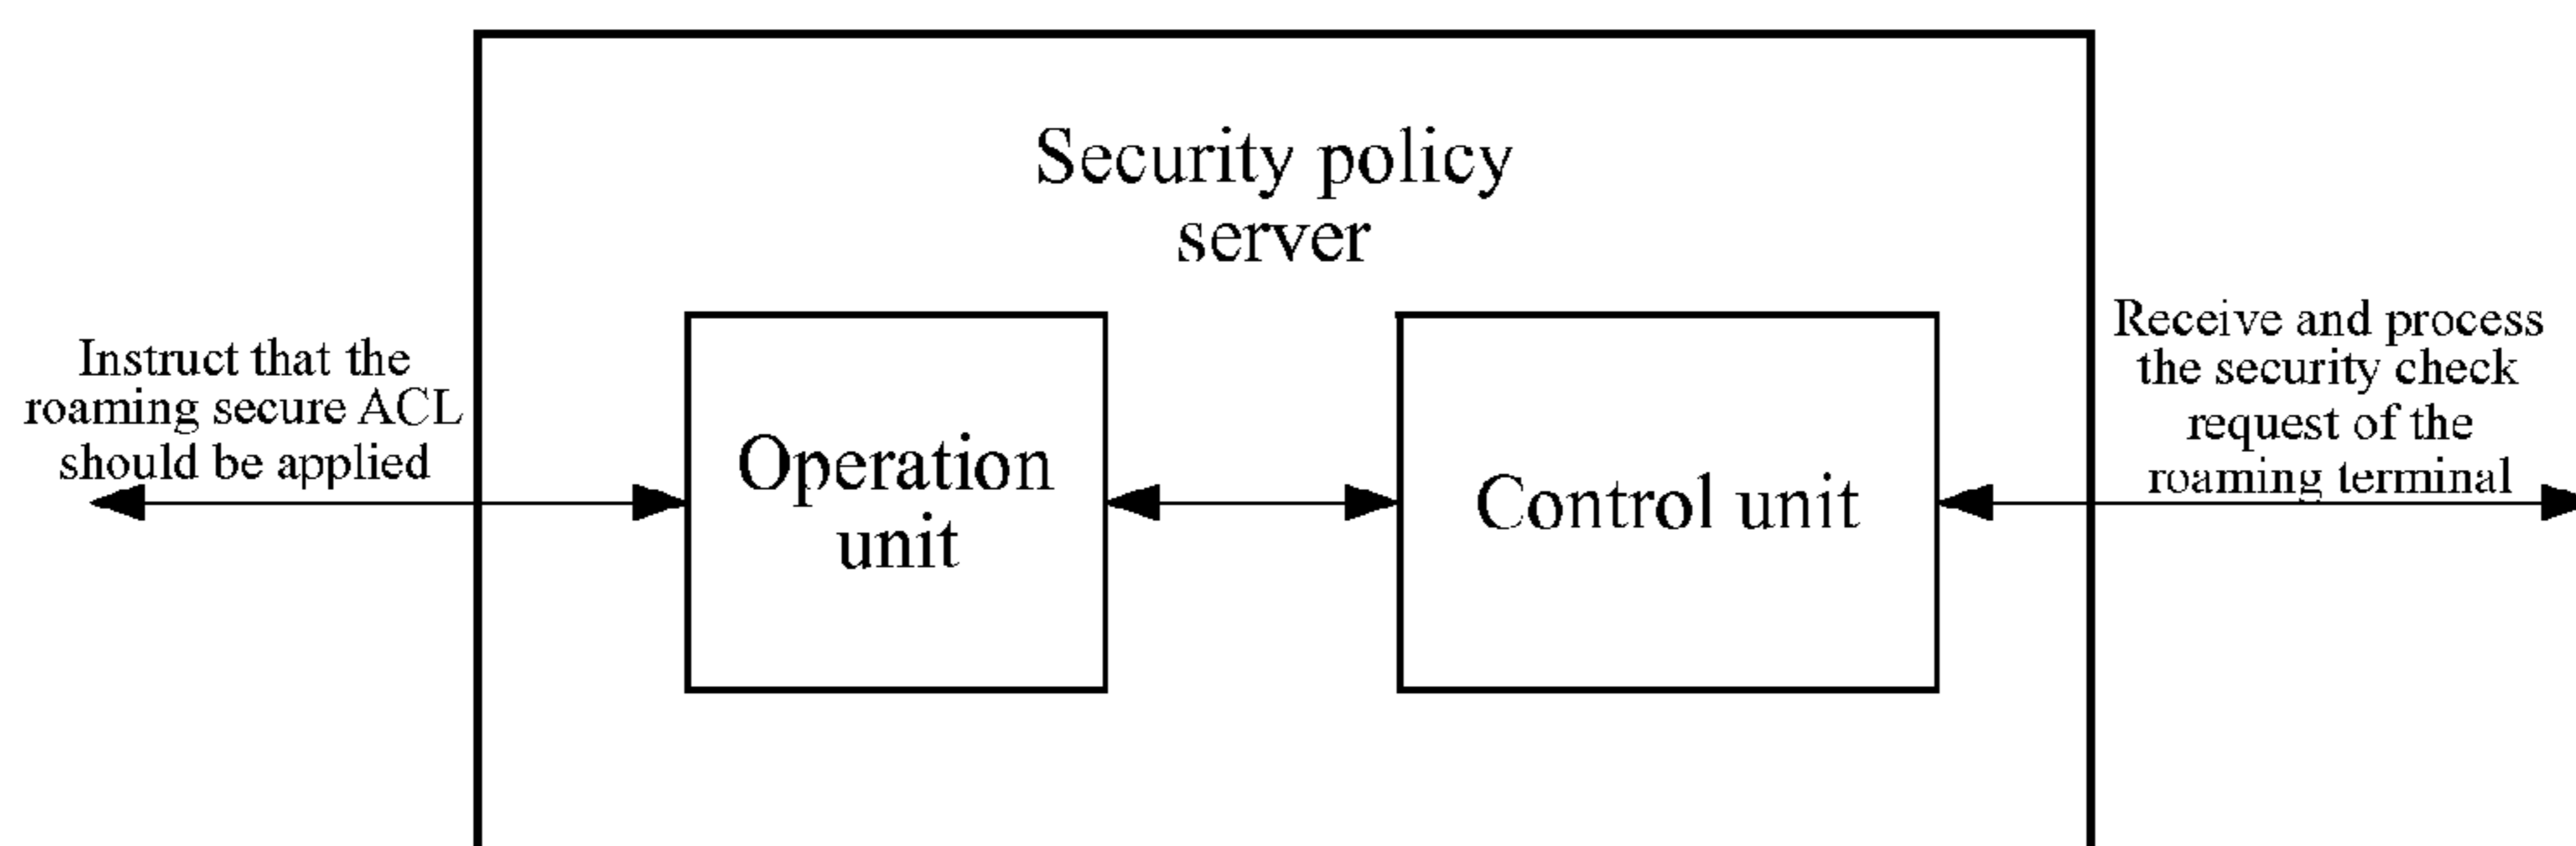 Security policy
server
Instruct that the
roaming secure ACL
should be applied
Operation
unit
Control unit
Receive and process
the security check
request of the
roaming terminal